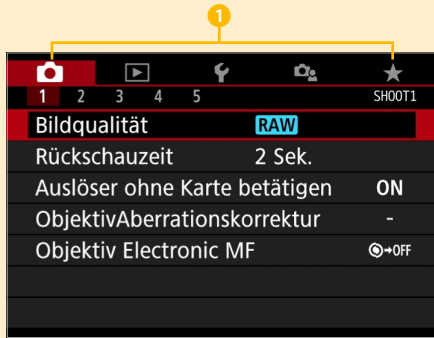 1
1 2 3 4 5 SHOOT1
Bildqualität RAW
Rückschauzeit 2 Sek.
Auslöser ohne Karte betätigen ON
ObjektivAberrationskorrektur -
Objektiv Electronic MF →OFF